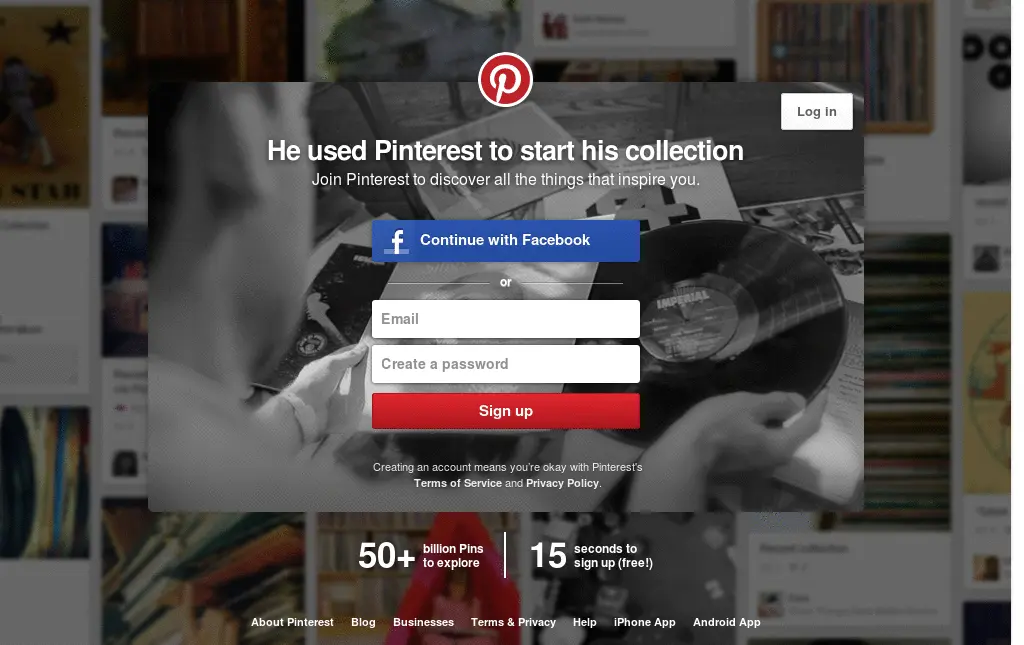 Log in
He used Pinterest to start his collection
Join Pinterest to discover all the things that inspire you.
Continue with Facebook
or
IMPERIAL
Email
Create a password
Sign up
Creating an account means you're okay with Pinterest's
Terms of Service and Privacy Policy.
50+ billion Pins
to explore
15 seconds to
sign up (free!)
About Pinterest Blog Businesses Terms & Privacy Help iPhone App Android App